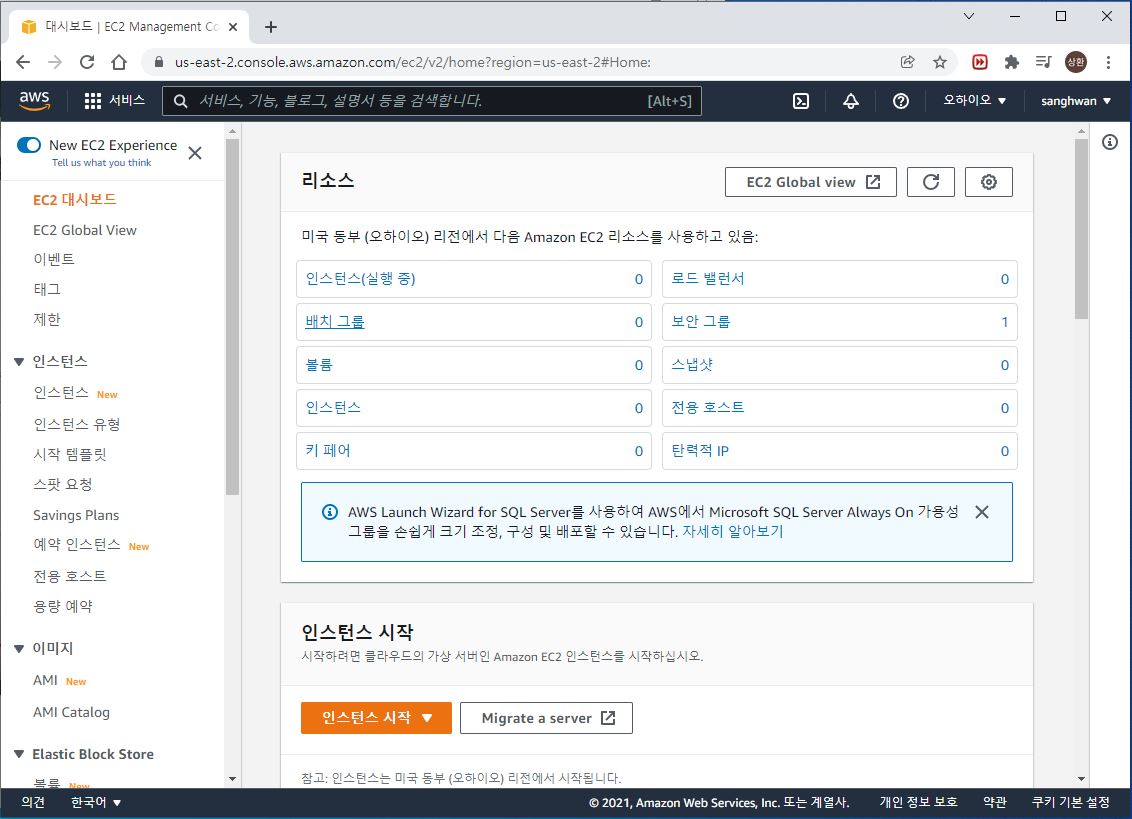 대시보드 | EC2 Management Co
us-east-2.console.aws.amazon.com/ec2/v2/home?region=us-east-2#Home:
상환
aws
서비스
서비스, 기능, 블로그, 설명서 등을 검색합니다.
[Alt+S]
오하이오
sanghwan
New EC2 Experience
Tell us what you think
EC2 대시보드
EC2 Global View
이벤트
태그
제한
인스턴스
인스턴스 New
인스턴스 유형
시작 템플릿
스팟 요청
Savings Plans
예약 인스턴스 New
전용 호스트
용량 예약
이미지
AMI New
AMI Catalog
Elastic Block Store
볼륨 New
리소스
EC2 Global view
미국 동부 (오하이오) 리전에서 다음 Amazon EC2 리소스를 사용하고 있음:
인스턴스(실행 중) 0
로드 밸런서 0
배치 그룹 0
보안 그룹 1
볼륨 0
스냅샷 0
인스턴스 0
전용 호스트 0
키 페어 0
탄력적 IP 0
AWS Launch Wizard for SQL Server를 사용하여 AWS에서 Microsoft SQL Server Always On 가용성
그룹을 손쉽게 크기 조정, 구성 및 배포할 수 있습니다. 자세히 알아보기
인스턴스 시작
시작하려면 클라우드의 가상 서버인 Amazon EC2 인스턴스를 시작하십시오.
인스턴스 시작
Migrate a server
참고: 인스턴스는 미국 동부 (오하이오) 리전에서 시작됩니다.
의견
한국어
© 2021, Amazon Web Services, Inc. 또는 계열사.
개인 정보 보호
약관
쿠키 기본 설정